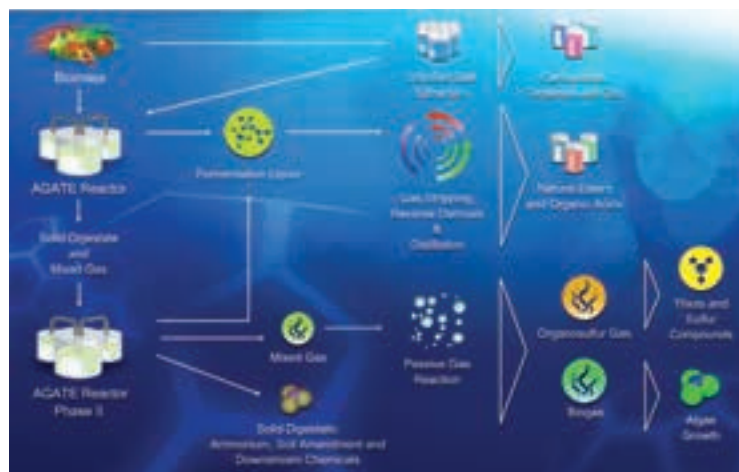 Biomass
AGATE Reactor
Fermentation Liquor
Gas Stripping,
Reverse Osmosis
&
Distillation
Natural Esters
and Organic Acids
Solid Digestate
and
Mixed Gas
AGATE Reactor
Phase II
Mixed Gas
Passive Gas
Reaction
Organosulfur Gas
Thiols and
Sulfur
Compounds
Biogas
Algae
Growth
Solid Digestate:
Ammonium, Soil Amendment and
Downstream Chemicals